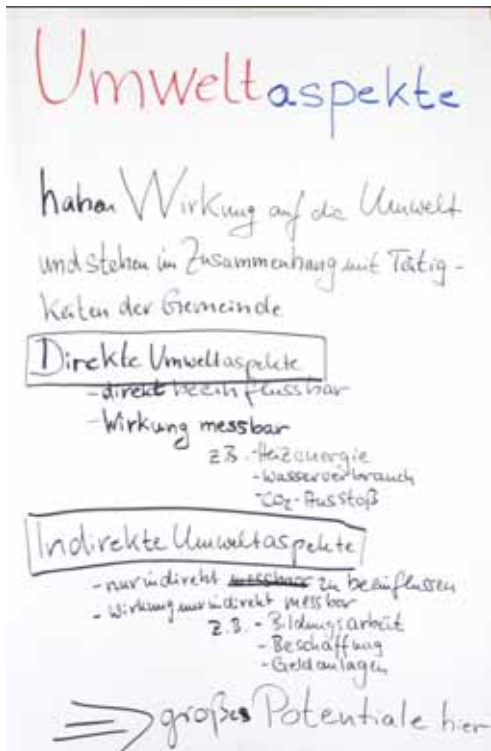 Umweltaspekte
haben Wirkung auf die Umwelt
und stehen im Zusammenhang mit Tätig-
keiten der Gemeinde
Direkte Umweltaspekte
- direkt beeinflussbar
- Wirkung messbar
z.B. - Heizenergie
- Wasserverbrauch
- CO₂-Ausstoß
Indirekte Umweltaspekte
- nur indirekt messbar zu beeinflussen
- Wirkung nur indirekt messbar
z.B. - Bildungsarbeit
- Beschaffung
- Geldanlagen
⇒ großes Potentiale hier